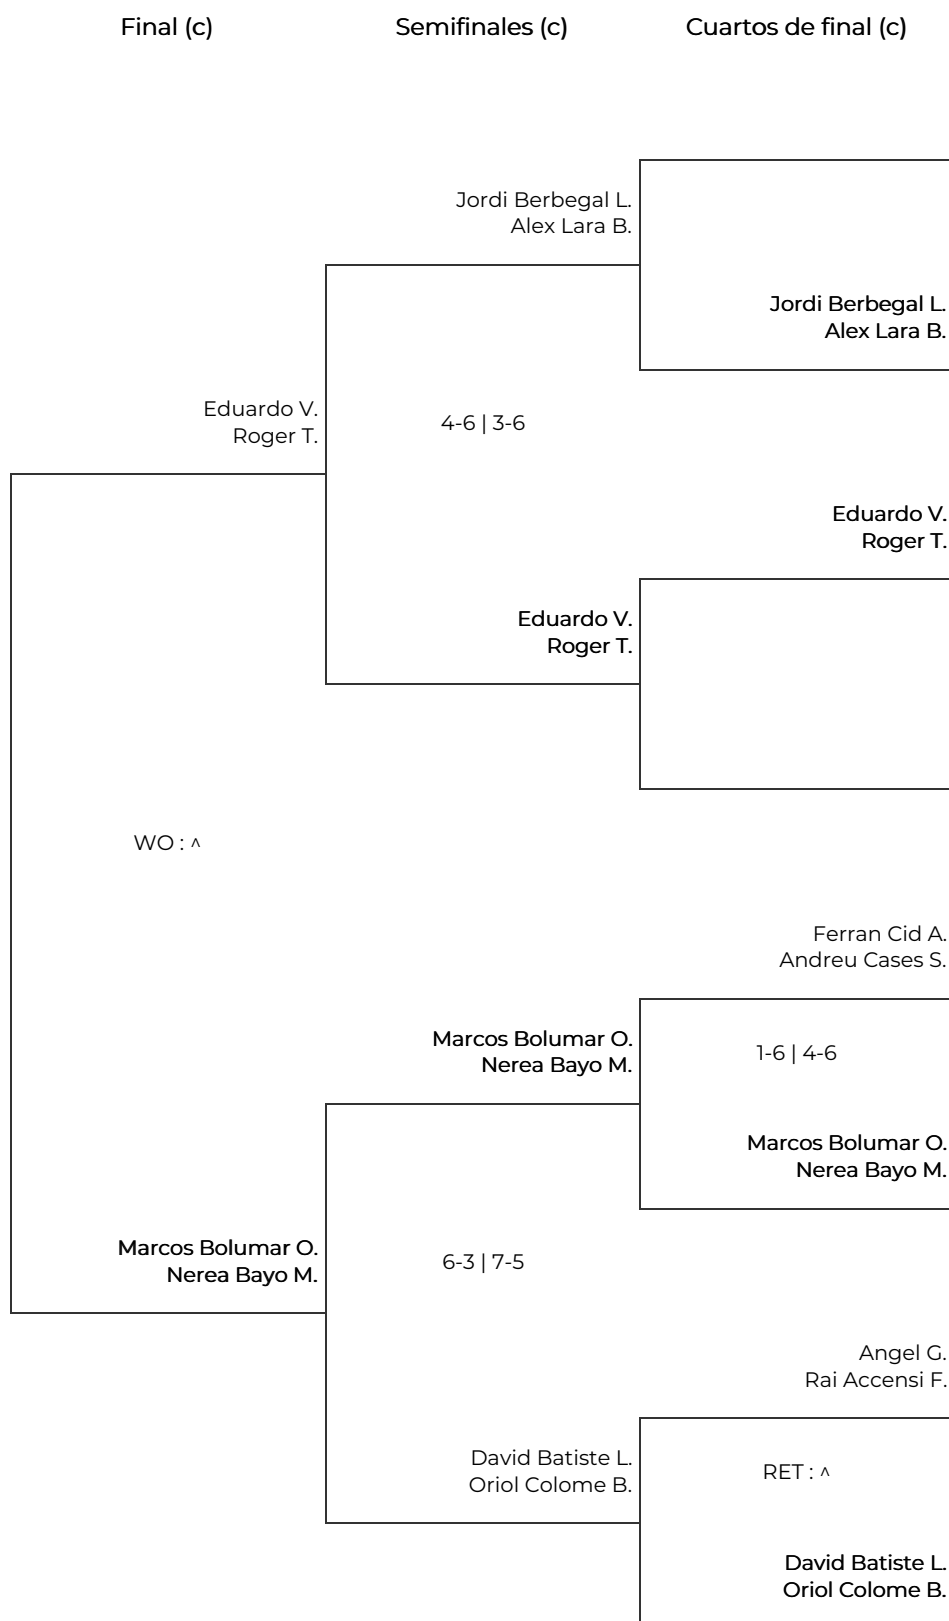 Final (c)
Semifinales (c)
Cuartos de final (c)
Jordi Berbegal L.
Alex Lara B.
Jordi Berbegal L.
Alex Lara B.
Eduardo V.
Roger T.
4-6 | 3-6
Eduardo V.
Roger T.
Eduardo V.
Roger T.
WO : ^
Ferran Cid A.
Andreu Cases S.
Marcos Bolumar O.
Nerea Bayo M.
1-6 | 4-6
Marcos Bolumar O.
Nerea Bayo M.
Marcos Bolumar O.
Nerea Bayo M.
6-3 | 7-5
Angel G.
Rai Accensi F.
David Batiste L.
Oriol Colome B.
RET : ^
David Batiste L.
Oriol Colome B.